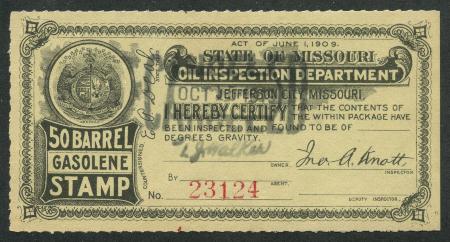 ACT OF JUNE 1, 1909.
STATE OF MISSOURI
OIL INSPECTION DEPARTMENT
JEFFERSON CITY, MISSOURI.
OCT
I HEREBY CERTIFY THAT THE CONTENTS OF
THE WITHIN PACKAGE HAVE
BEEN INSPECTED AND FOUND TO BE OF
DEGREES GRAVITY.
50 BARREL
GASOLENE
STAMP
COUNTERSIGNED
OWNER.
Jno. A. Knott
INSPECTOR.
BY
AGENT.
No. 23124
DEPUTY INSPECTOR.